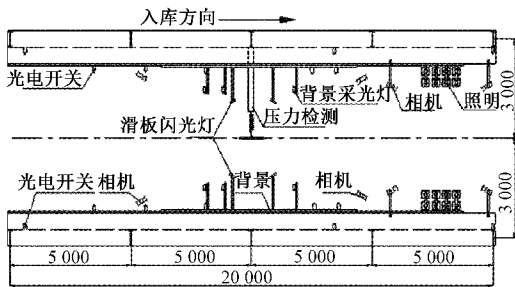 入库方向
光电开关
背景采光灯
相机
照明
滑板闪光灯
压力检测
3 000
光电开关 相机
背景
相机
3 000
5 000
5 000
5 000
5 000
20 000